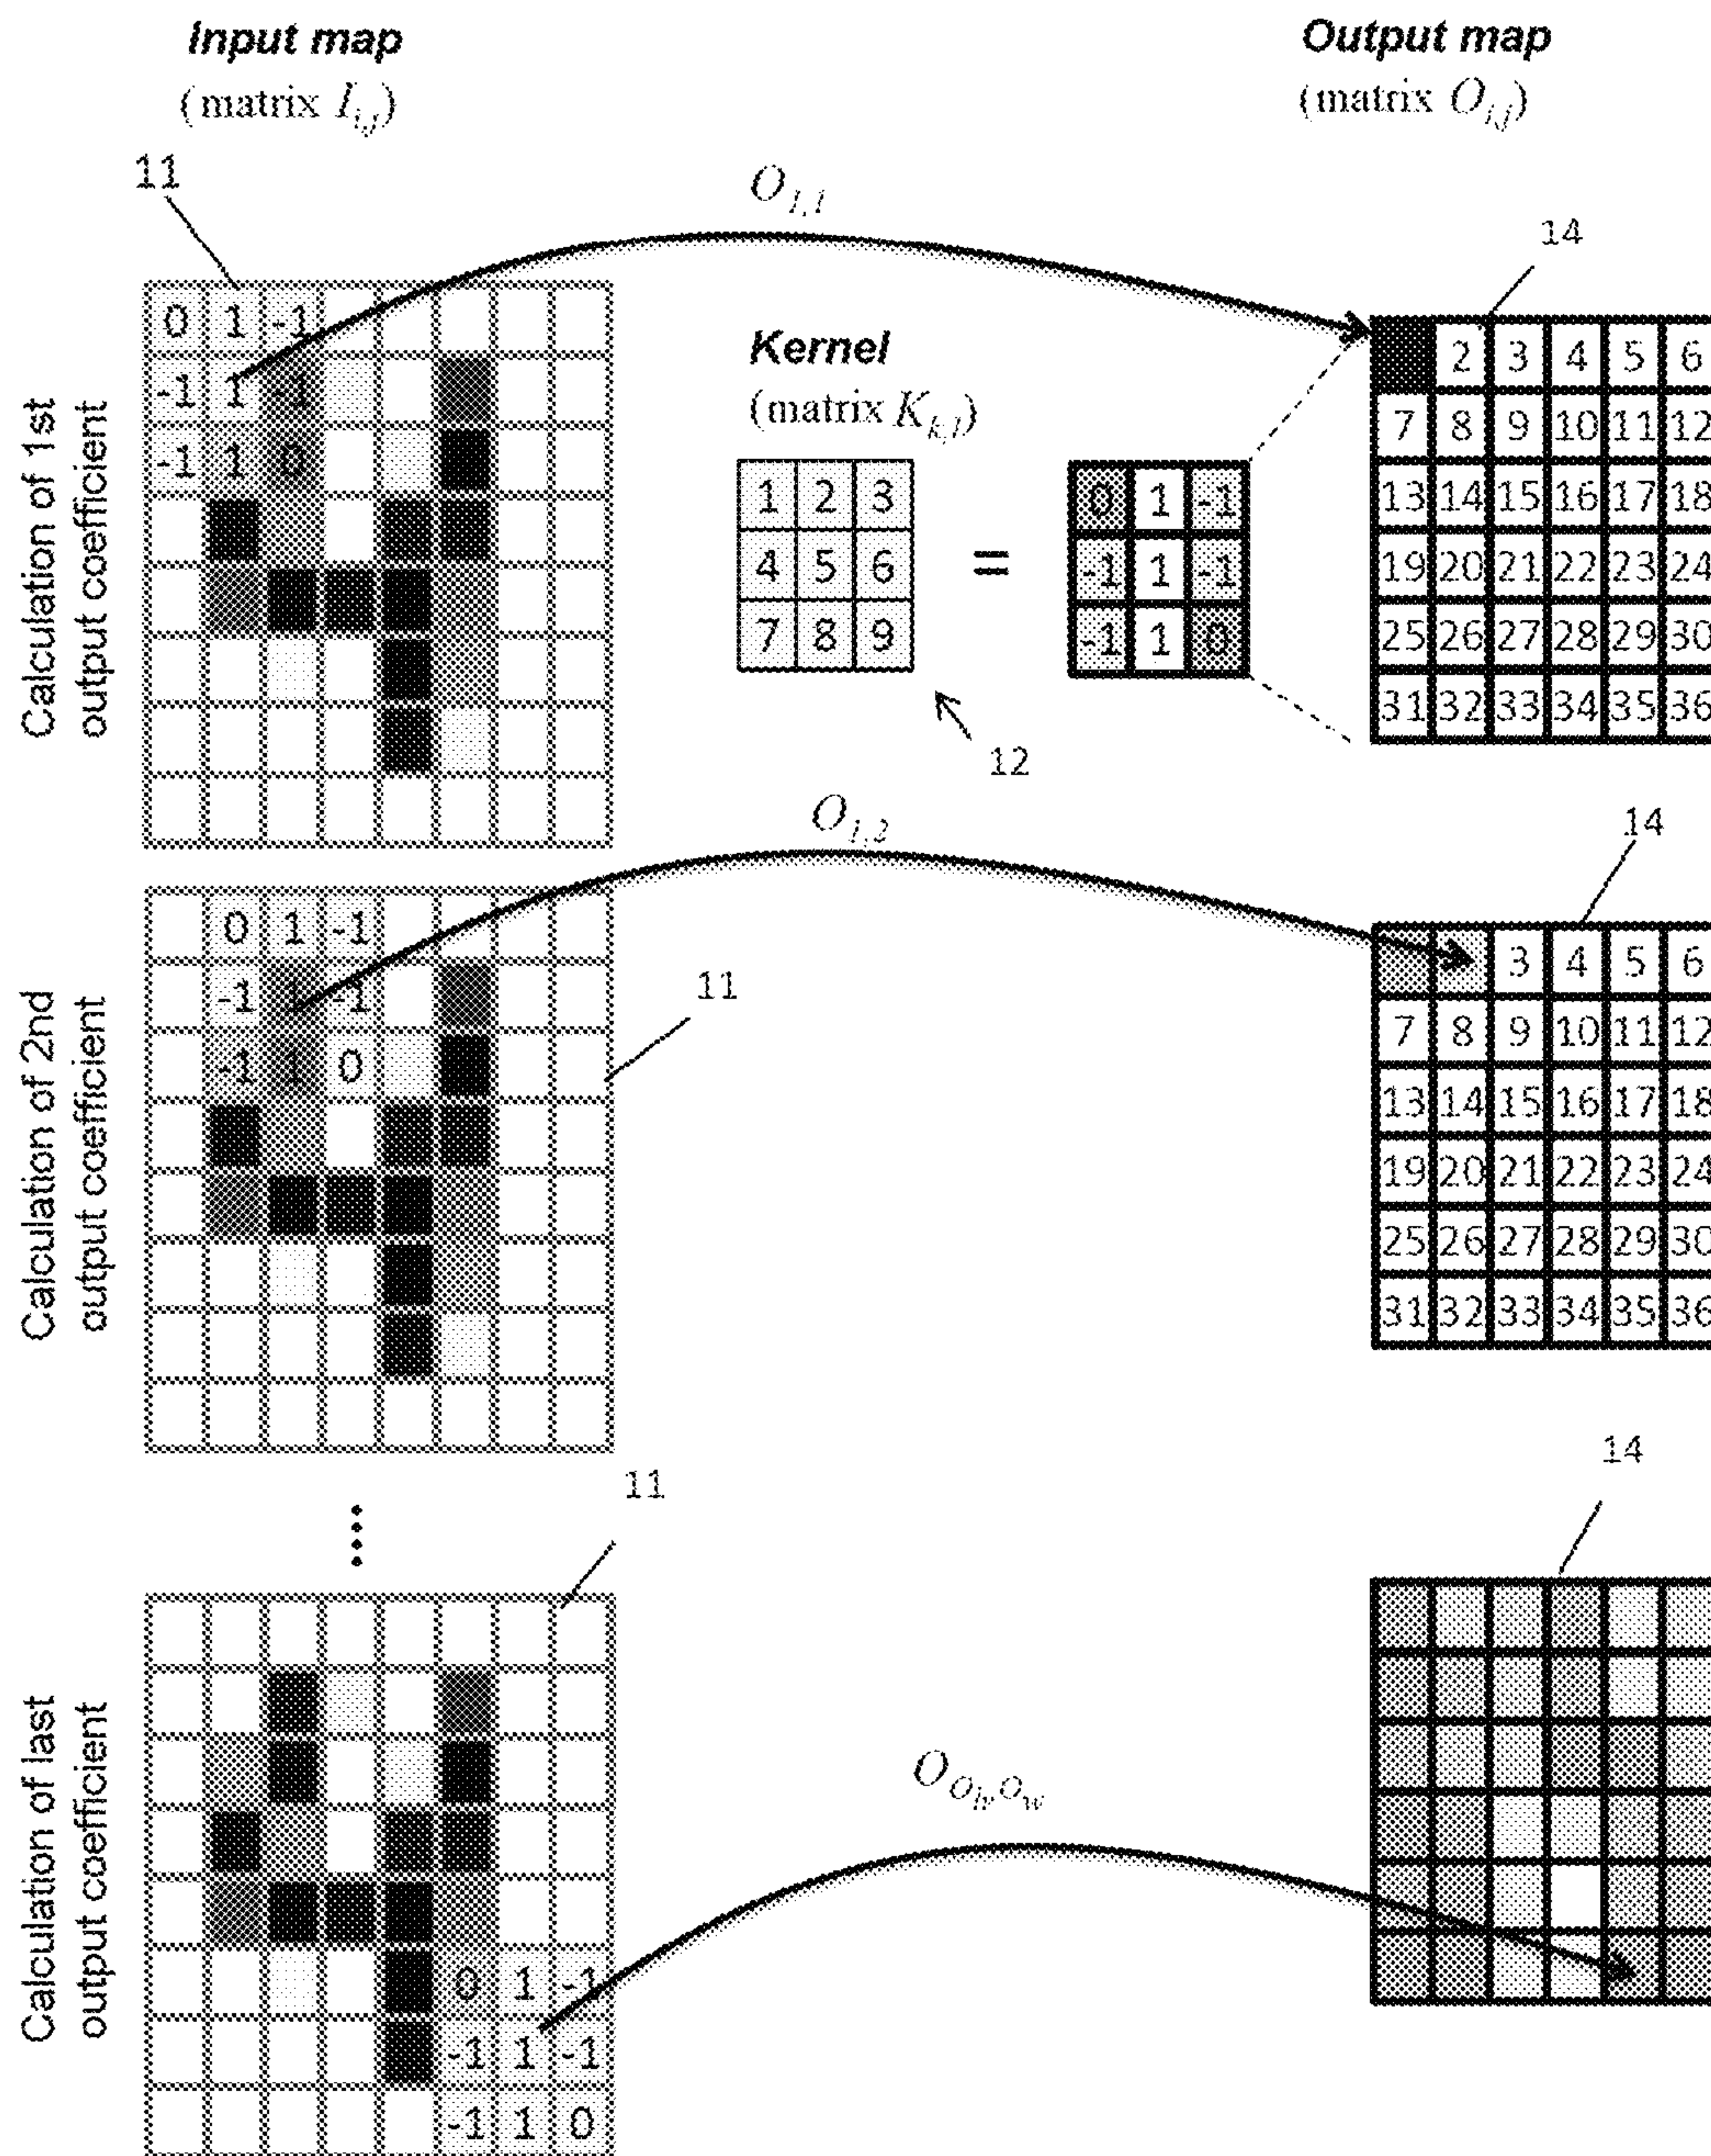 Input map
(matrix I_{i,j})
Output map
(matrix O_{i,j})
11
O_{1,1}
14
Calculation of 1st
output coefficient
0 1 -1
-1 1 -1
-1 1 0
Kernel
(matrix K_{k,l})
1 2 3
4 5 6
7 8 9
=
0 1 -1
-1 1 -1
-1 1 0
12
2 3 4 5 6
7 8 9 10 11 12
13 14 15 16 17 18
19 20 21 22 23 24
25 26 27 28 29 30
31 32 33 34 35 36
O_{1,2}
14
Calculation of 2nd
output coefficient
0 1 -1
-1 1 -1
-1 1 0
11
3 4 5 6
7 8 9 10 11 12
13 14 15 16 17 18
19 20 21 22 23 24
25 26 27 28 29 30
31 32 33 34 35 36
11
14
Calculation of last
output coefficient
O_{O_h,O_w}
0 1 -1
-1 1 -1
-1 1 0